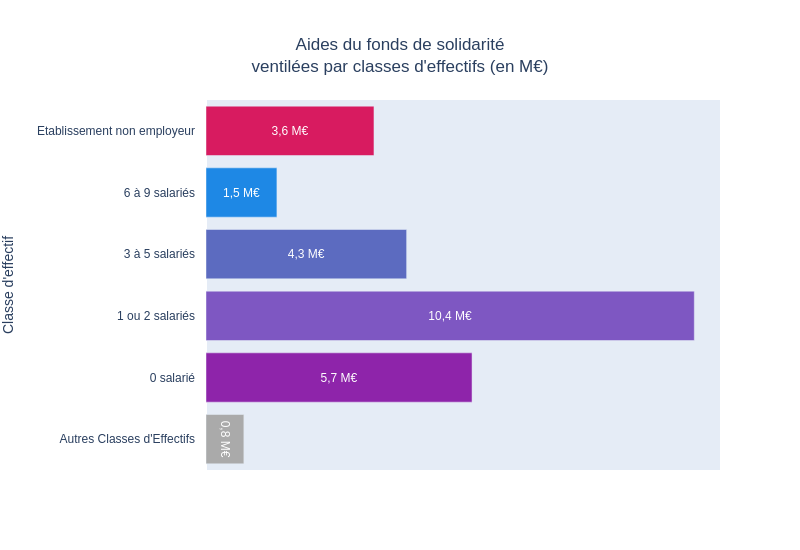 Aides du fonds de solidarité
ventilées par classes d'effectifs (en M€)
Classe d'effectif
Etablissement non employeur
3,6 M€
6 à 9 salariés
1,5 M€
3 à 5 salariés
4,3 M€
1 ou 2 salariés
10,4 M€
0 salarié
5,7 M€
Autres Classes d'Effectifs
0,8 M€